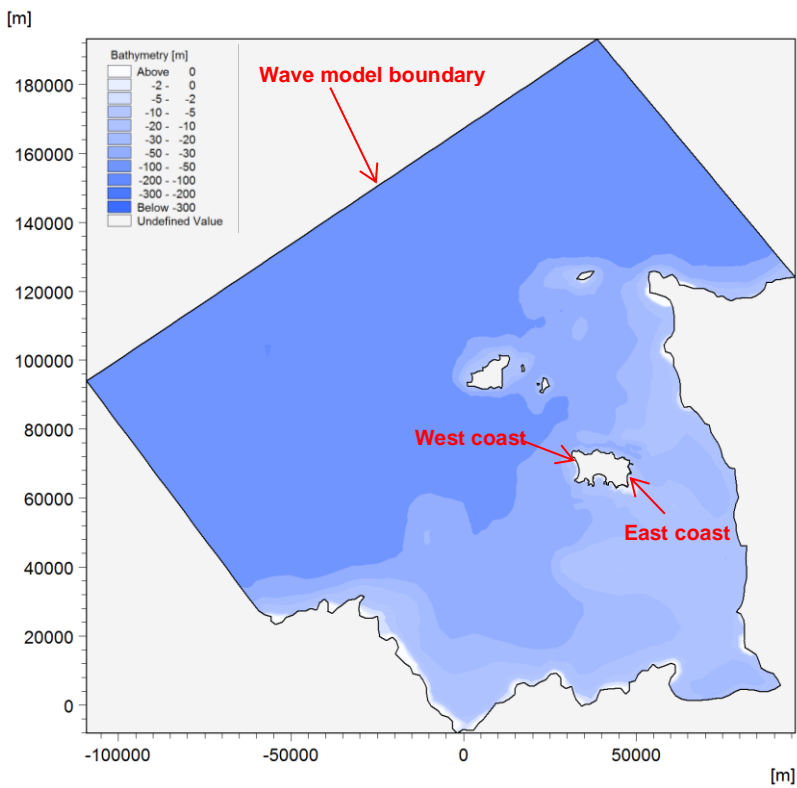 [m]
Bathymetry [m]
Above 0
-2 - 0
-5 - -2
-10 - -5
-20 - -10
-30 - -20
-50 - -30
-100 - -50
-200 - -100
-300 - -200
Below -300
Undefined Value
Wave model boundary
West coast
East coast
180000
160000
140000
120000
100000
80000
60000
40000
20000
0
-100000 -50000 0 50000
[m]